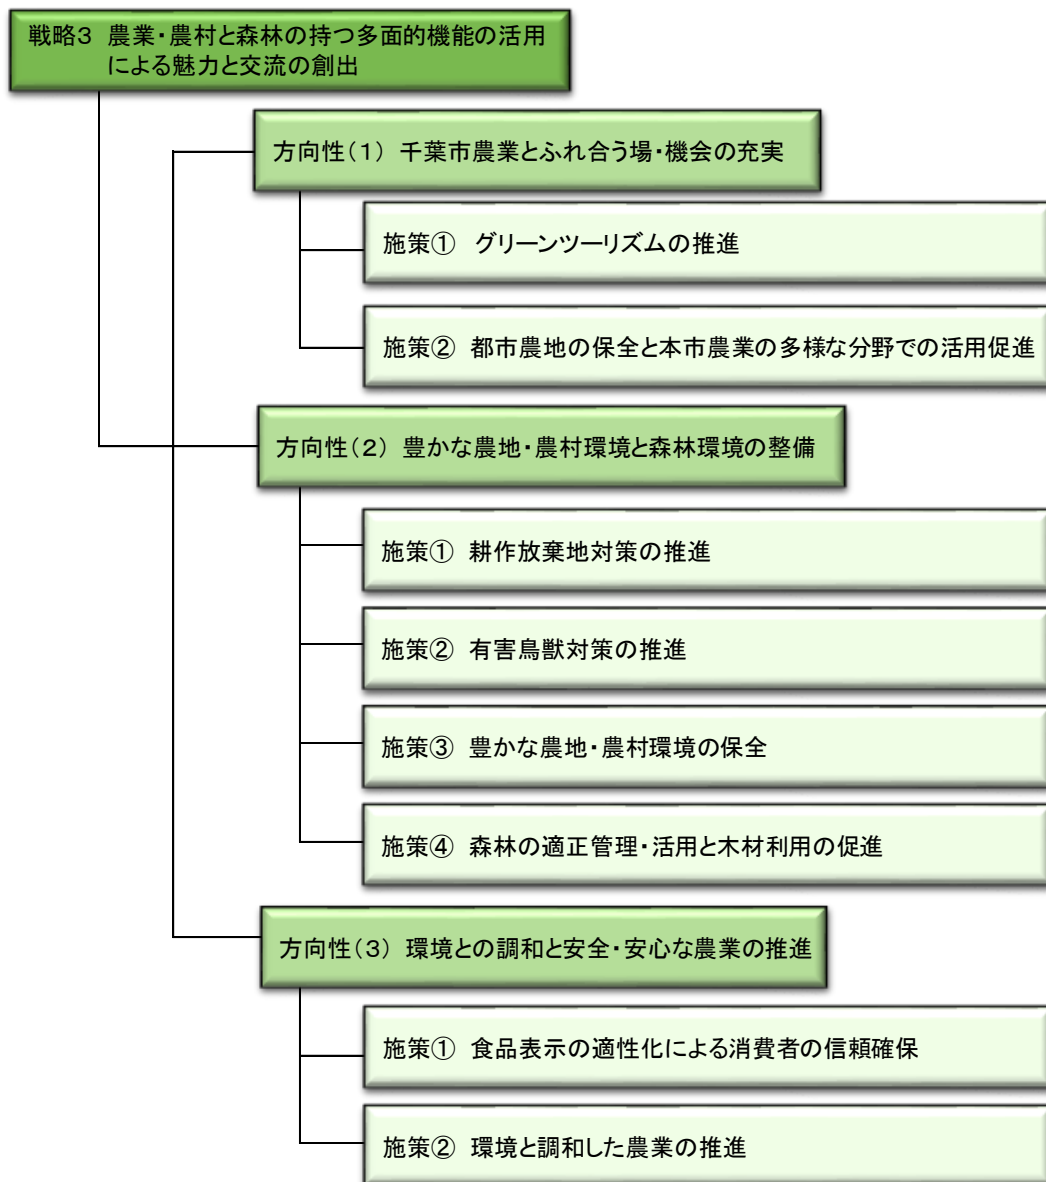 戦略3 農業・農村と森林の持つ多面的機能の活用
による魅力と交流の創出
方向性(1) 千葉市農業とふれ合う場・機会の充実
施策① グリーンツーリズムの推進
施策② 都市農地の保全と本市農業の多様な分野での活用促進
方向性(2) 豊かな農地・農村環境と森林環境の整備
施策① 耕作放棄地対策の推進
施策② 有害鳥獣対策の推進
施策③ 豊かな農地・農村環境の保全
施策④ 森林の適正管理・活用と木材利用の促進
方向性(3) 環境との調和と安全・安心な農業の推進
施策① 食品表示の適性化による消費者の信頼確保
施策② 環境と調和した農業の推進